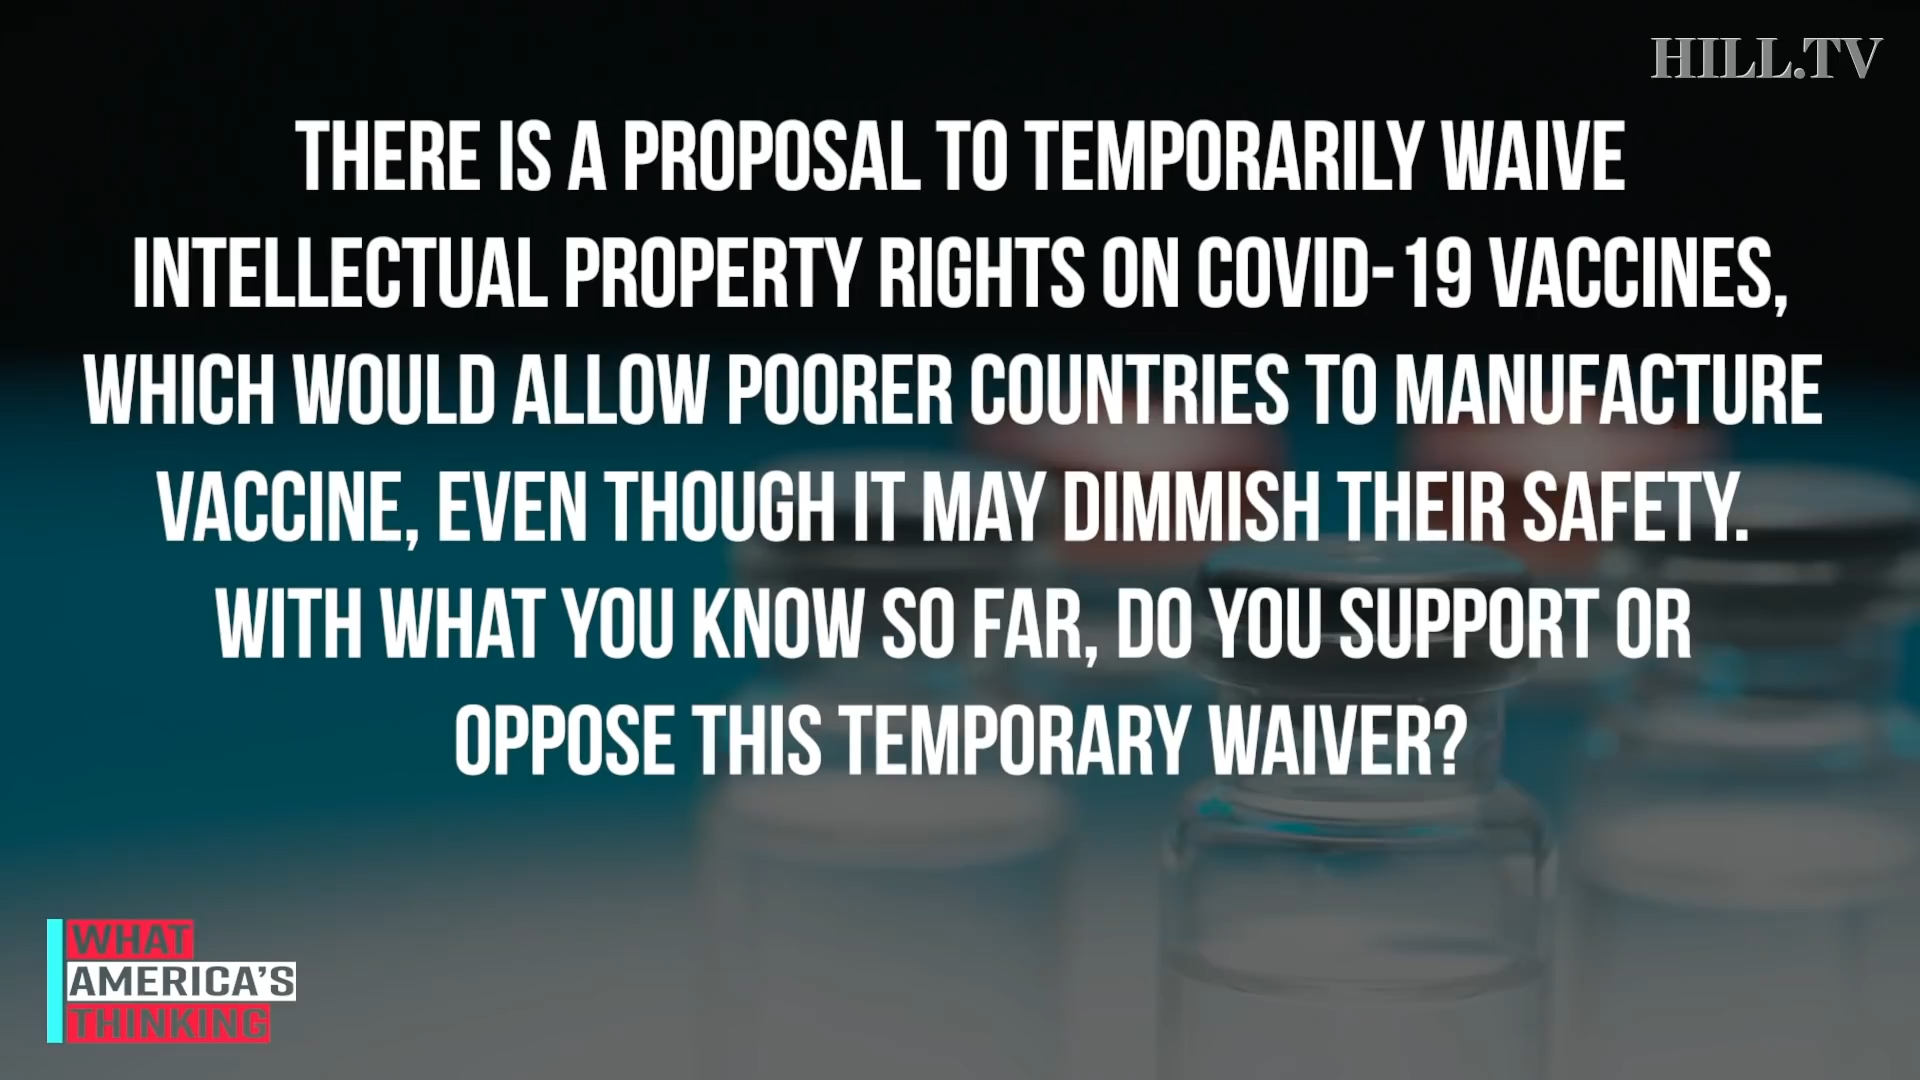 HILL.TV
THERE IS A PROPOSAL TO TEMPORARILY WAIVE
INTELLECTUAL PROPERTY RIGHTS ON COVID-19 VACCINES,
WHICH WOULD ALLOW POORER COUNTRIES TO MANUFACTURE
VACCINE, EVEN THOUGH IT MAY DIMMISH THEIR SAFETY.
WITH WHAT YOU KNOW SO FAR, DO YOU SUPPORT OR
OPPOSE THIS TEMPORARY WAIVER?
WHAT
AMERICA'S
THINKING